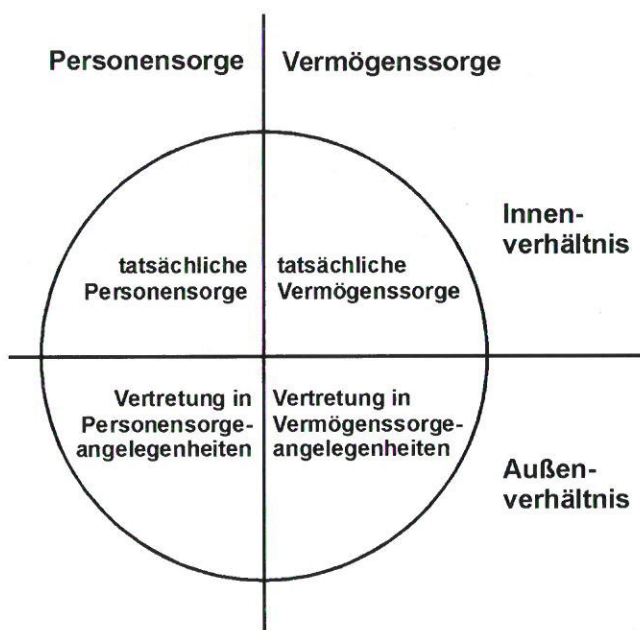 Personensorge
Vermögenssorge
Innen-
verhältnis
tatsächliche
Personensorge
tatsächliche
Vermögenssorge
Vertretung in
Personensorge-
angelegenheiten
Vertretung in
Vermögenssorge-
angelegenheiten
Außen-
verhältnis